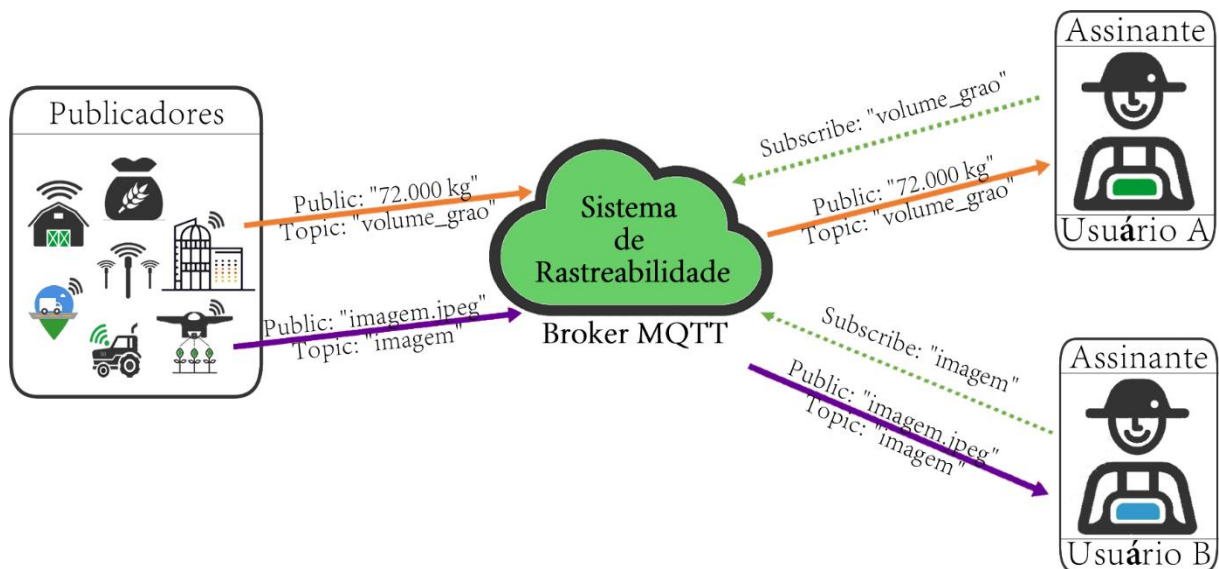 Publicadores
Public: "72.000 kg"
Topic: "volume_grao"
Public: "imagem.jpeg"
Topic: "imagem"
Sistema
de
Rastreabilidade
Broker MQTT
Subscribe: "volume_grao"
Public: "72.000 kg"
Topic: "volume_grao"
Assinante
Usuário A
Subscribe: "imagem"
Public: "imagem.jpeg"
Topic: "imagem"
Assinante
Usuário B